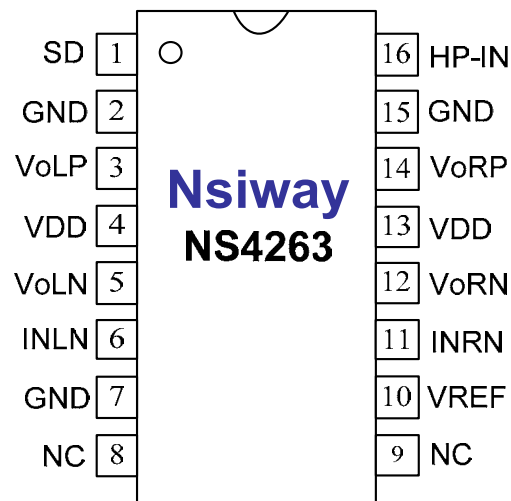 SD 1 16 HP-IN
GND 2 15 GND
VoLP 3 14 VoRP
Nsiway
VDD 4 13 VDD
NS4263
VoLN 5 12 VoRN
INLN 6 11 INRN
GND 7 10 VREF
NC 8 9 NC